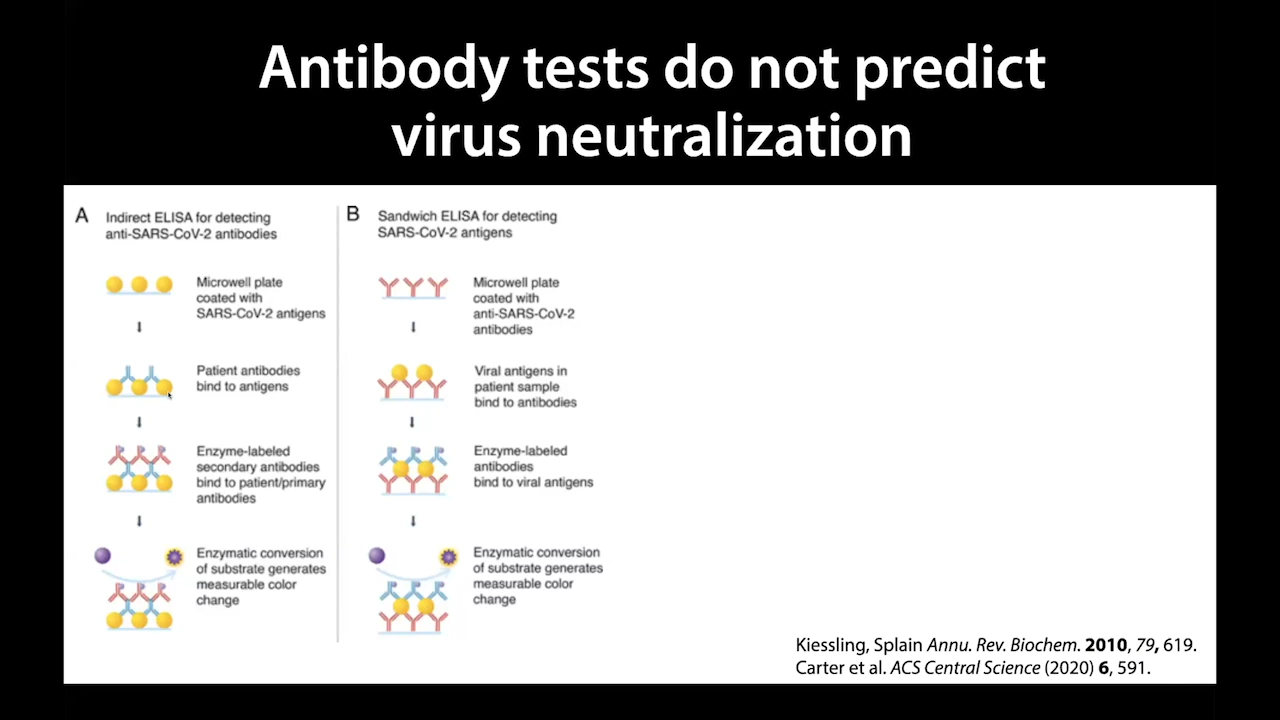 Antibody tests do not predict
virus neutralization
A
Indirect ELISA for detecting
anti-SARS-CoV-2 antibodies
Microwell plate
coated with
SARS-CoV-2 antigens
Patient antibodies
bind to antigens
Enzyme-labeled
secondary antibodies
bind to patient/primary
antibodies
Enzymatic conversion
of substrate generates
measurable color
change
B
Sandwich ELISA for detecting
SARS-CoV-2 antigens
Microwell plate
coated with
anti-SARS-CoV-2
antibodies
Viral antigens in
patient sample
bind to antibodies
Enzyme-labeled
antibodies
bind to viral antigens
Enzymatic conversion
of substrate generates
measurable color
change
Kiessling, Splain Annu. Rev. Biochem. 2010, 79, 619.
Carter et al. ACS Central Science (2020) 6, 591.